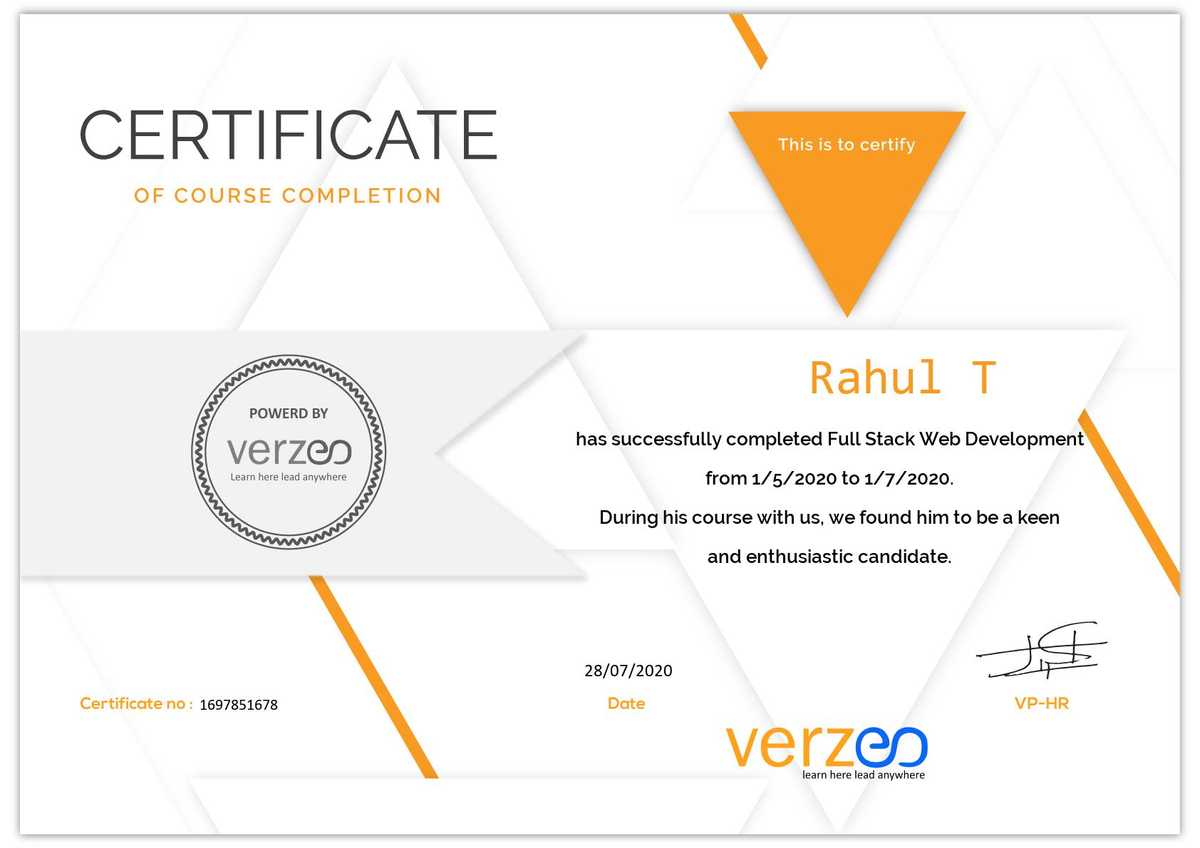 CERTIFICATE
OF COURSE COMPLETION
This is to certify
POWERD BY
verzeo
Learn here lead anywhere
Rahul T
has successfully completed Full Stack Web Development
from 1/5/2020 to 1/7/2020.
During his course with us, we found him to be a keen
and enthusiastic candidate.
Certificate no : 1697851678
28/07/2020
Date
VP-HR
verzeo
learn here lead anywhere